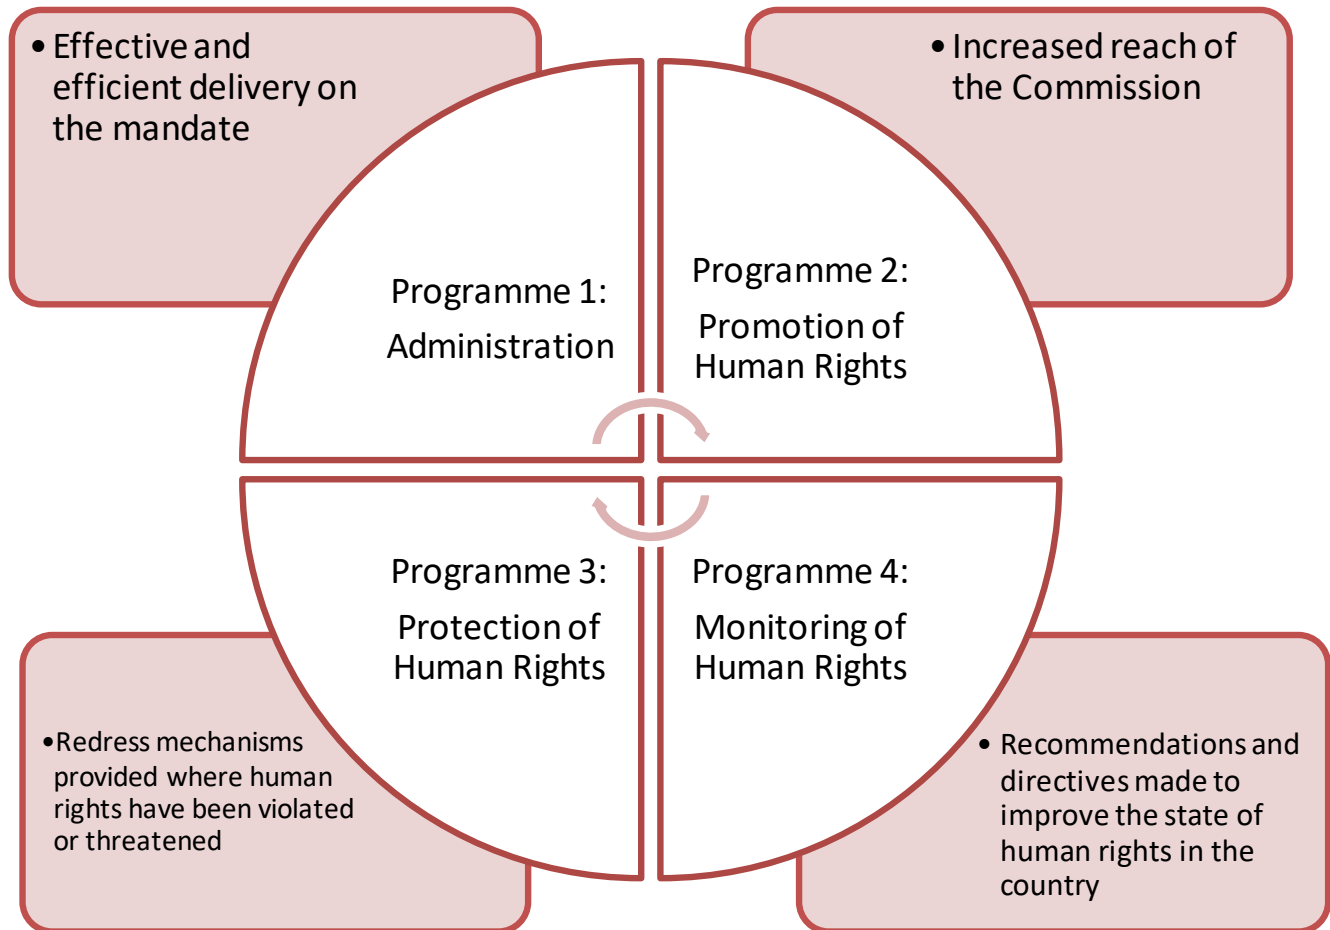 • Effective and
efficient delivery on
the mandate
• Increased reach of
the Commission
Programme 1:
Administration
Programme 2:
Promotion of
Human Rights
Programme 3:
Protection of
Human Rights
Programme 4:
Monitoring of
Human Rights
• Redress mechanisms
provided where human
rights have been violated
or threatened
• Recommendations and
directives made to
improve the state of
human rights in the
country